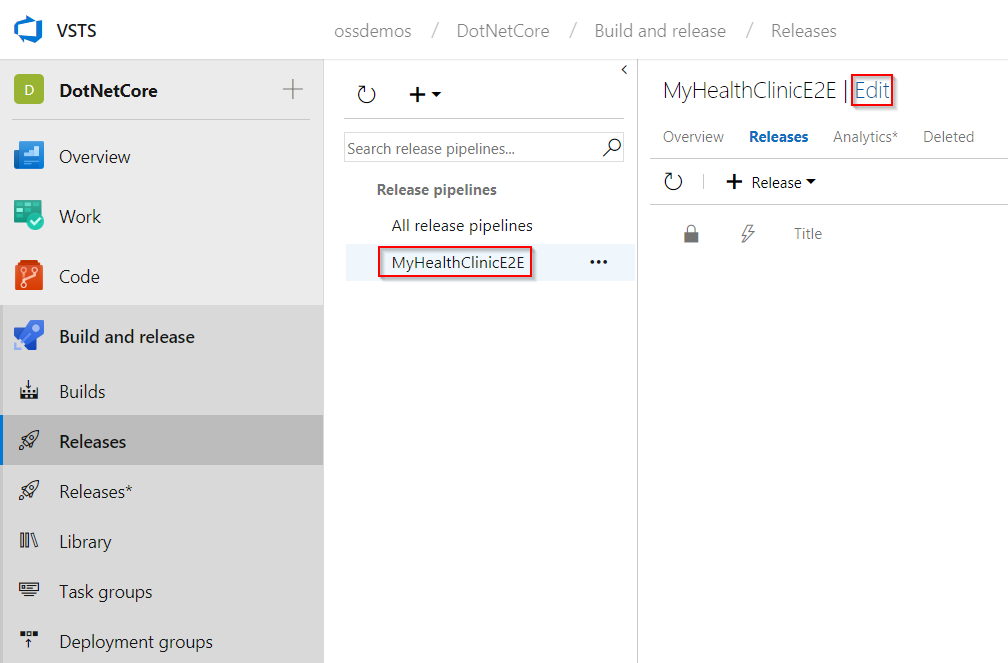 VSTS
ossdemos / DotNetCore / Build and release / Releases
D DotNetCore
Overview
Work
Code
Build and release
Builds
Releases
Releases*
Library
Task groups
Deployment groups
Search release pipelines...
Release pipelines
All release pipelines
MyHealthClinicE2E
MyHealthClinicE2E | Edit
Overview Releases Analytics* Deleted
Release
Title